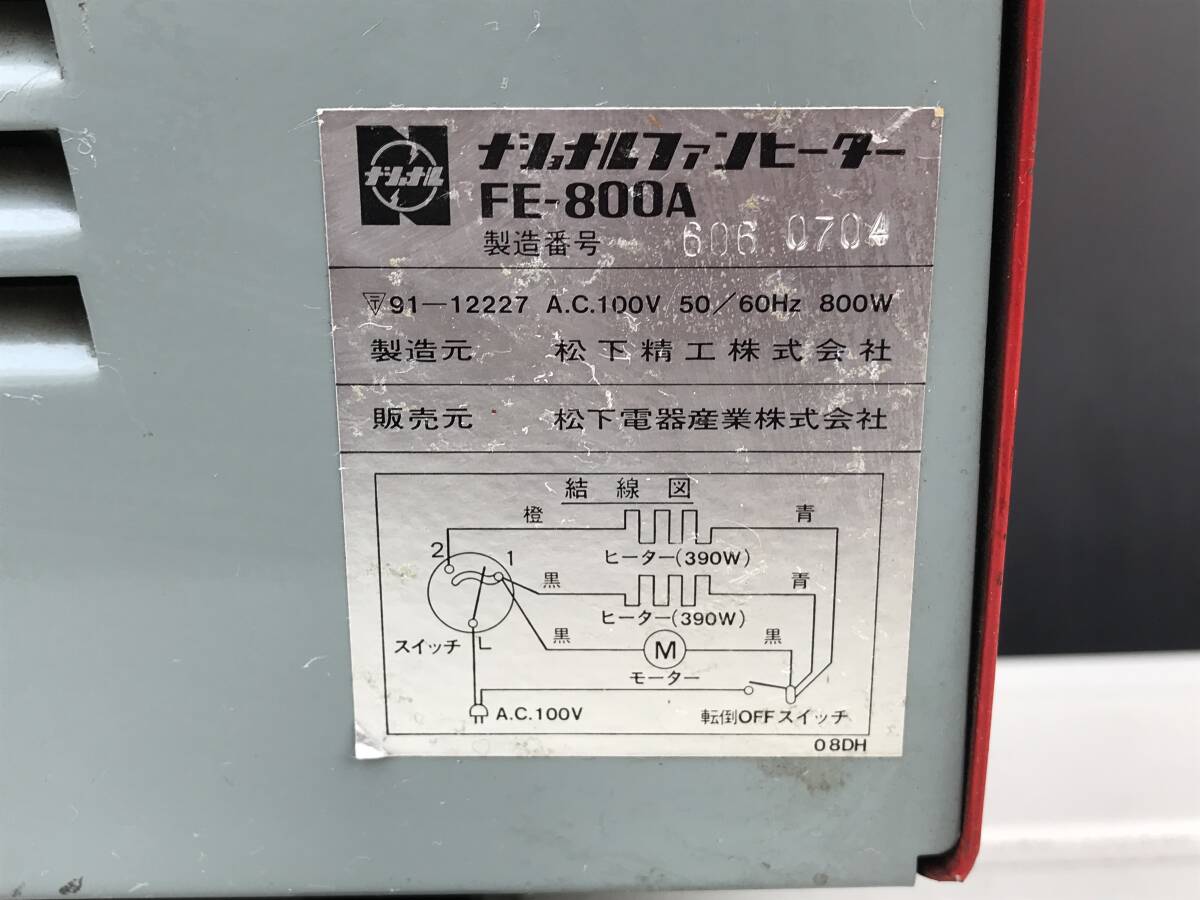 ナショナル
ナショナルファンヒーター
FE-800A
製造番号 606 0704
〒91-12227 A.C.100V 50/60Hz 800W
製造元 松下精工株式会社
販売元 松下電器産業株式会社
結線図
橙 青
2 1
ヒーター(390W)
黒 青
ヒーター(390W)
スイッチ L 黒 M 黒
モーター
A.C.100V 転倒OFFスイッチ
08DH